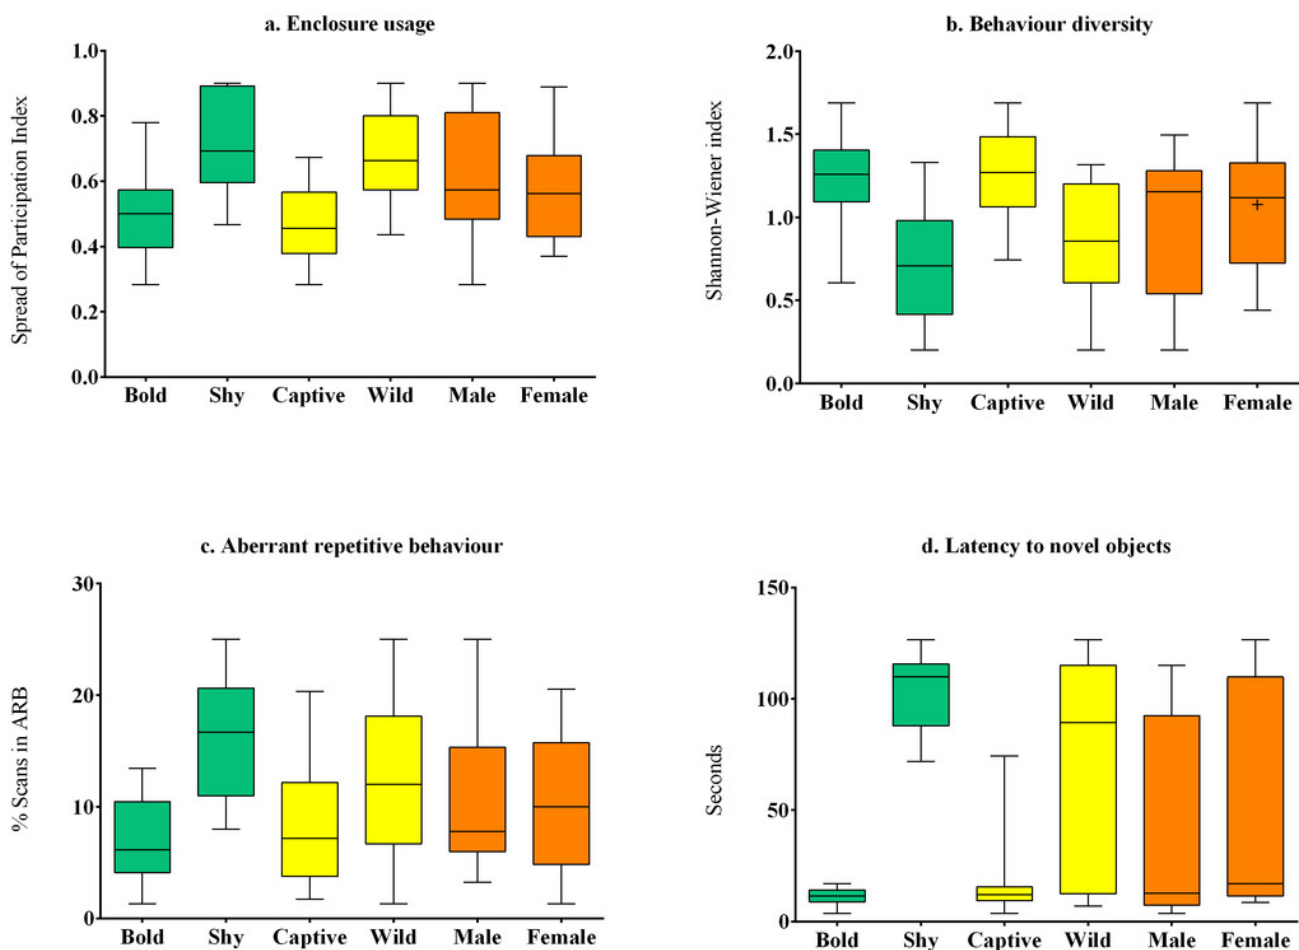 a. Enclosure usage
Spread of Participation Index
1.0
0.8
0.6
0.4
0.2
0.0
Bold Shy Captive Wild Male Female
b. Behaviour diversity
Shannon-Wiener index
2.0
1.5
1.0
0.5
0.0
+
Bold Shy Captive Wild Male Female
c. Aberrant repetitive behaviour
% Scans in ARB
30
20
10
0
Bold Shy Captive Wild Male Female
d. Latency to novel objects
Seconds
150
100
50
0
Bold Shy Captive Wild Male Female